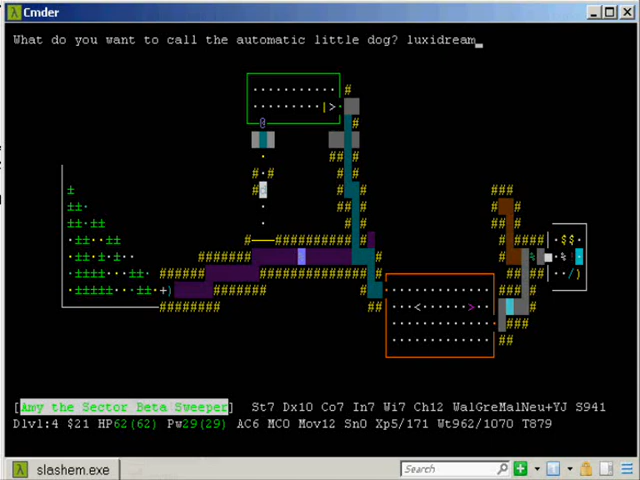 Cmder
What do you want to call the automatic little dog? luxidream
[Amy the Sector Beta Sweeper] St7 Dx10 Co7 In7 Wi7 Ch12 WalGreMalNeu+YJ S941
Dlvl:4 $21 HP62(62) Pw29(29) AC6 MC0 Mov12 Sn0 Xp5/171 Wt962/1070 T879
slashem.exe
Search